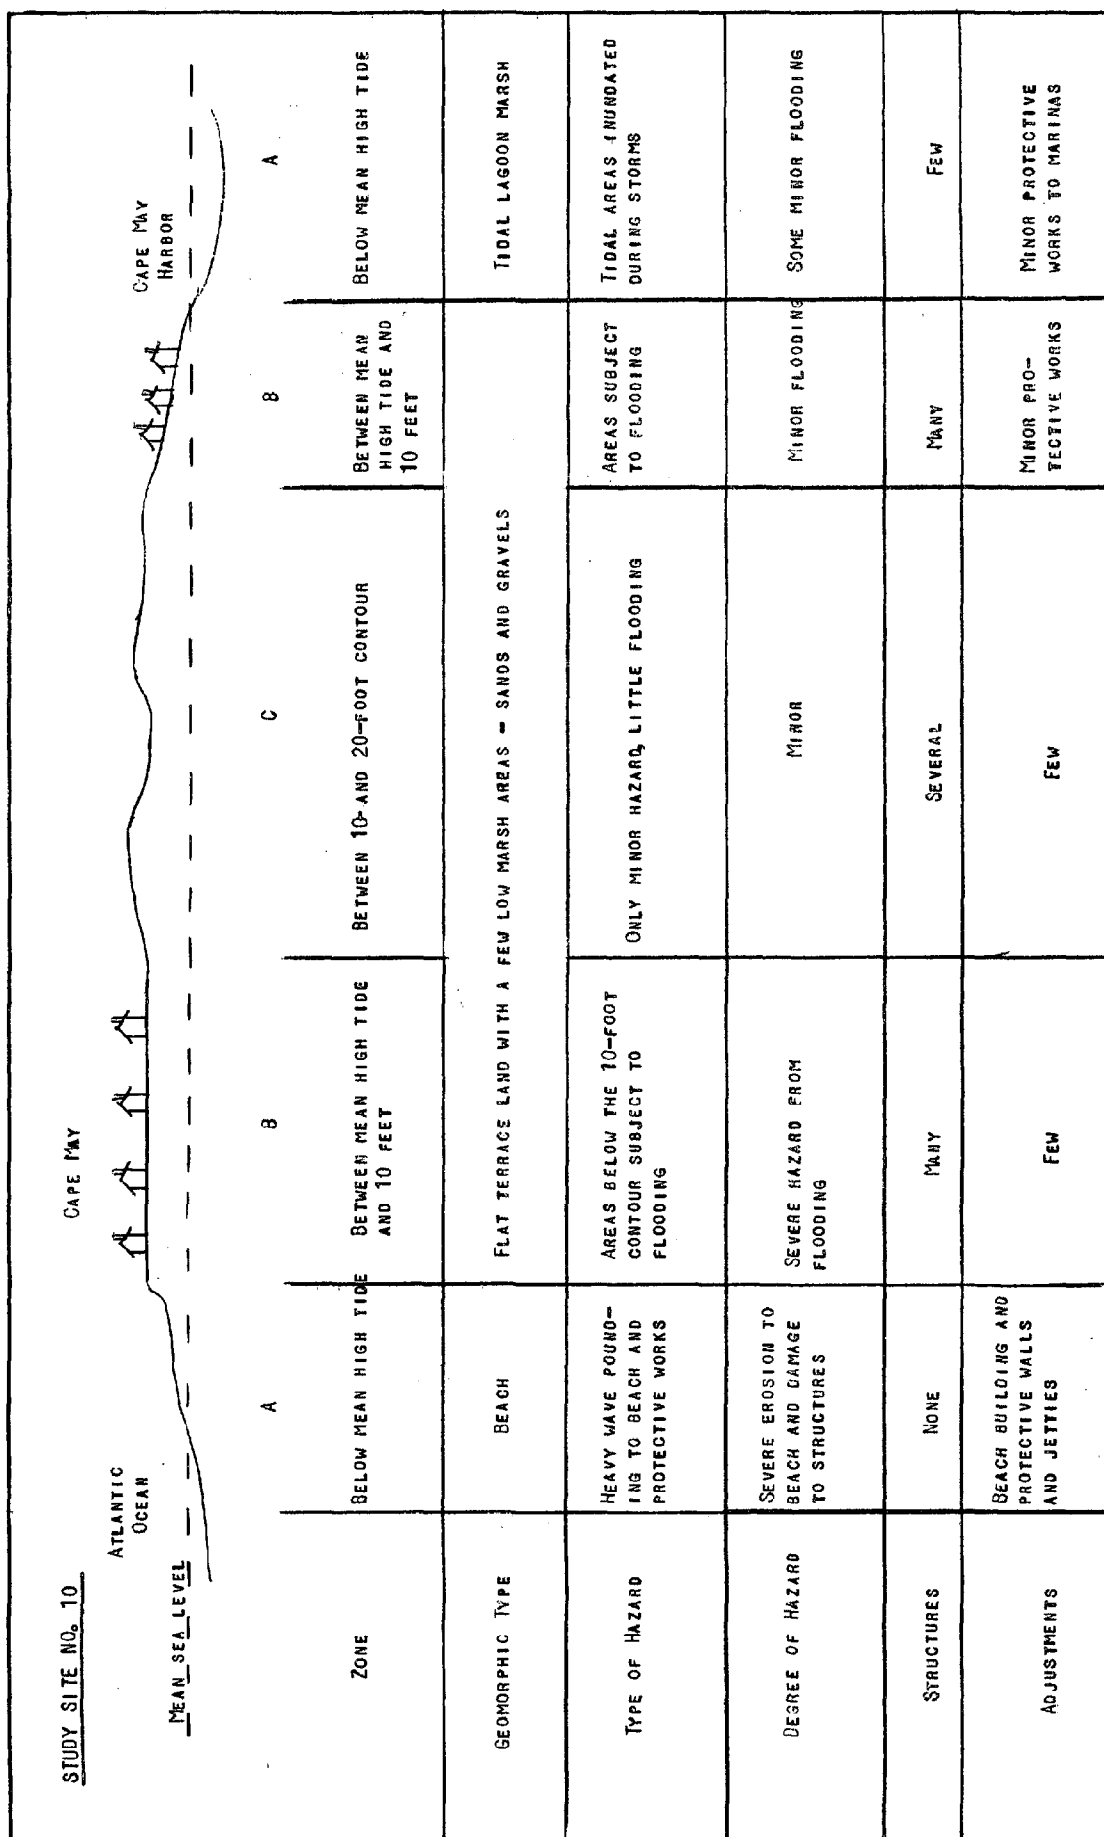 STUDY SITE NO. 10
CAPE MAY
ATLANTIC
OCEAN
CAPE MAY
HARBOR
MEAN SEA LEVEL
A
B
C
B
A
ZONE
BELOW MEAN HIGH TIDE
BETWEEN MEAN HIGH TIDE
AND 10 FEET
BETWEEN 10-AND 20-FOOT CONTOUR
BETWEEN MEAN
HIGH TIDE AND
10 FEET
BELOW MEAN HIGH TIDE
GEOMORPHIC TYPE
BEACH
FLAT TERRACE LAND WITH A FEW LOW MARSH AREAS - SANDS AND GRAVELS
TIDAL LAGOON MARSH
TYPE OF HAZARD
HEAVY WAVE POUND-
ING TO BEACH AND
PROTECTIVE WORKS
AREAS BELOW THE 10-FOOT
CONTOUR SUBJECT TO
FLOODING
ONLY MINOR HAZARD, LITTLE FLOODING
AREAS SUBJECT
TO FLOODING
TIDAL AREAS INUNDATED
DURING STORMS
DEGREE OF HAZARD
SEVERE EROSION TO
BEACH AND DAMAGE
TO STRUCTURES
SEVERE HAZARD FROM
FLOODING
MINOR
MINOR FLOODING
SOME MINOR FLOODING
STRUCTURES
NONE
MANY
SEVERAL
MANY
FEW
ADJUSTMENTS
BEACH BUILDING AND
PROTECTIVE WALLS
AND JETTIES
FEW
FEW
MINOR PRO-
TECTIVE WORKS
MINOR PROTECTIVE
WORKS TO MARINAS